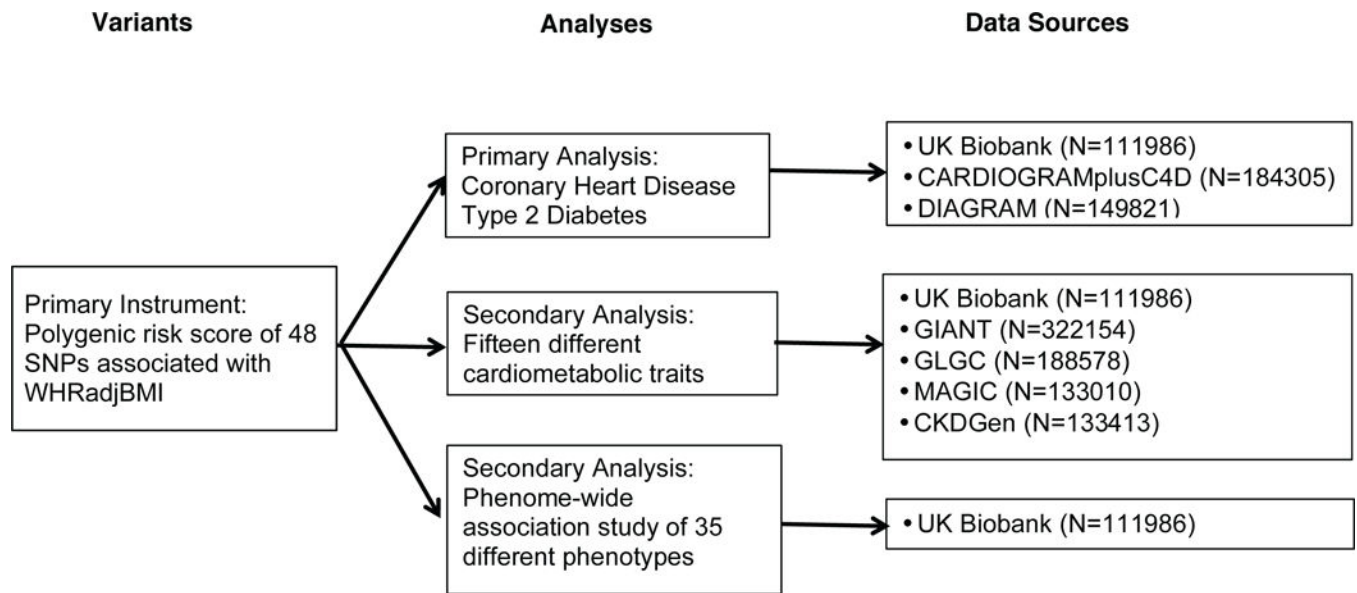 Variants
Analyses
Data Sources
Primary Instrument:
Polygenic risk score of 48
SNPs associated with
WHRadjBMI
Primary Analysis:
Coronary Heart Disease
Type 2 Diabetes
• UK Biobank (N=111986)
• CARDIOGRAMplusC4D (N=184305)
• DIAGRAM (N=149821)
Secondary Analysis:
Fifteen different
cardiometabolic traits
• UK Biobank (N=111986)
• GIANT (N=322154)
• GLGC (N=188578)
• MAGIC (N=133010)
• CKDGen (N=133413)
Secondary Analysis:
Phenome-wide
association study of 35
different phenotypes
• UK Biobank (N=111986)